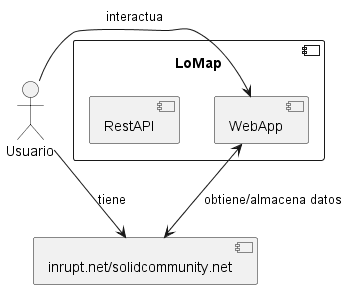 interactua
LoMap
RestAPI
WebApp
Usuario
tiene
obtiene/almacena datos
inrupt.net/solidcommunity.net